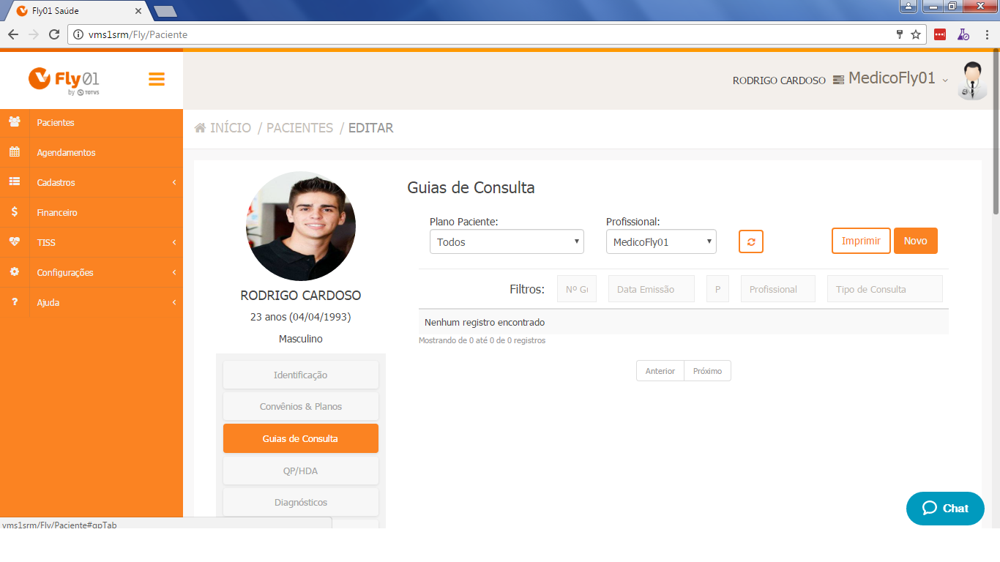 Fly01 Saúde
vms1srm/Fly/Paciente
Fly01
by TOTVS
RODRIGO CARDOSO MedicoFly01
Pacientes
Agendamentos
Cadastros
Financeiro
TISS
Configurações
Ajuda
INÍCIO / PACIENTES / EDITAR
RODRIGO CARDOSO
23 anos (04/04/1993)
Masculino
Identificação
Convênios & Planos
Guias de Consulta
QP/HDA
Diagnósticos
Guias de Consulta
Plano Paciente: Profissional:
Todos MedicoFly01 Imprimir Novo
Filtros: Nº Gu Data Emissão P Profissional Tipo de Consulta
Nenhum registro encontrado
Mostrando de 0 até 0 de 0 registros
Anterior Próximo
Chat
vms1srm/Fly/Paciente#qpTab